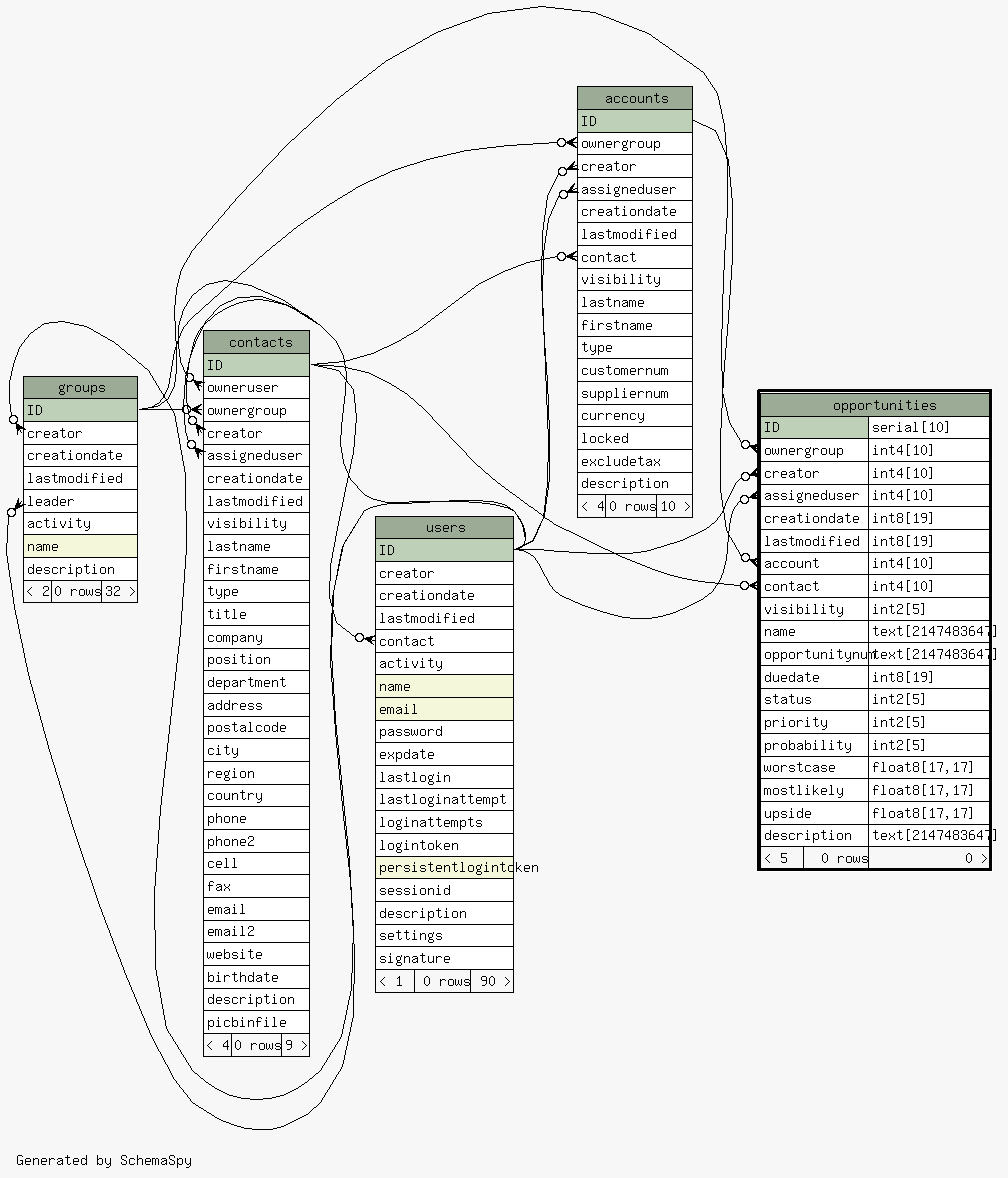 accounts
ID
ownergroup
creator
assigneduser
creationdate
lastmodified
contact
visibility
lastname
firstname
type
customernum
suppliernum
currency
locked
excludetax
description
< 4 0 rows 10 >
contacts
ID
owneruser
ownergroup
creator
assigneduser
creationdate
lastmodified
visibility
lastname
firstname
type
title
company
position
department
address
postalcode
city
region
country
phone
phone2
cell
fax
email
email2
website
birthdate
description
picbinfile
< 4 0 rows 9 >
groups
ID
creator
creationdate
lastmodified
leader
activity
name
description
< 2 0 rows 32 >
opportunities
ID serial[10]
ownergroup int4[10]
creator int4[10]
assigneduser int4[10]
creationdate int8[19]
lastmodified int8[19]
account int4[10]
contact int4[10]
visibility int2[5]
name text[2147483647]
opportunitynum text[2147483647]
duedate int8[19]
status int2[5]
priority int2[5]
probability int2[5]
worstcase float8[17,17]
mostlikely float8[17,17]
upside float8[17,17]
description text[2147483647]
< 5 0 rows 0 >
users
ID
creator
creationdate
lastmodified
contact
activity
name
email
password
expdate
lastlogin
lastloginattempt
loginattempts
logintoken
persistentlogintoken
sessionid
description
settings
signature
< 1 0 rows 90 >
Generated by SchemaSpy